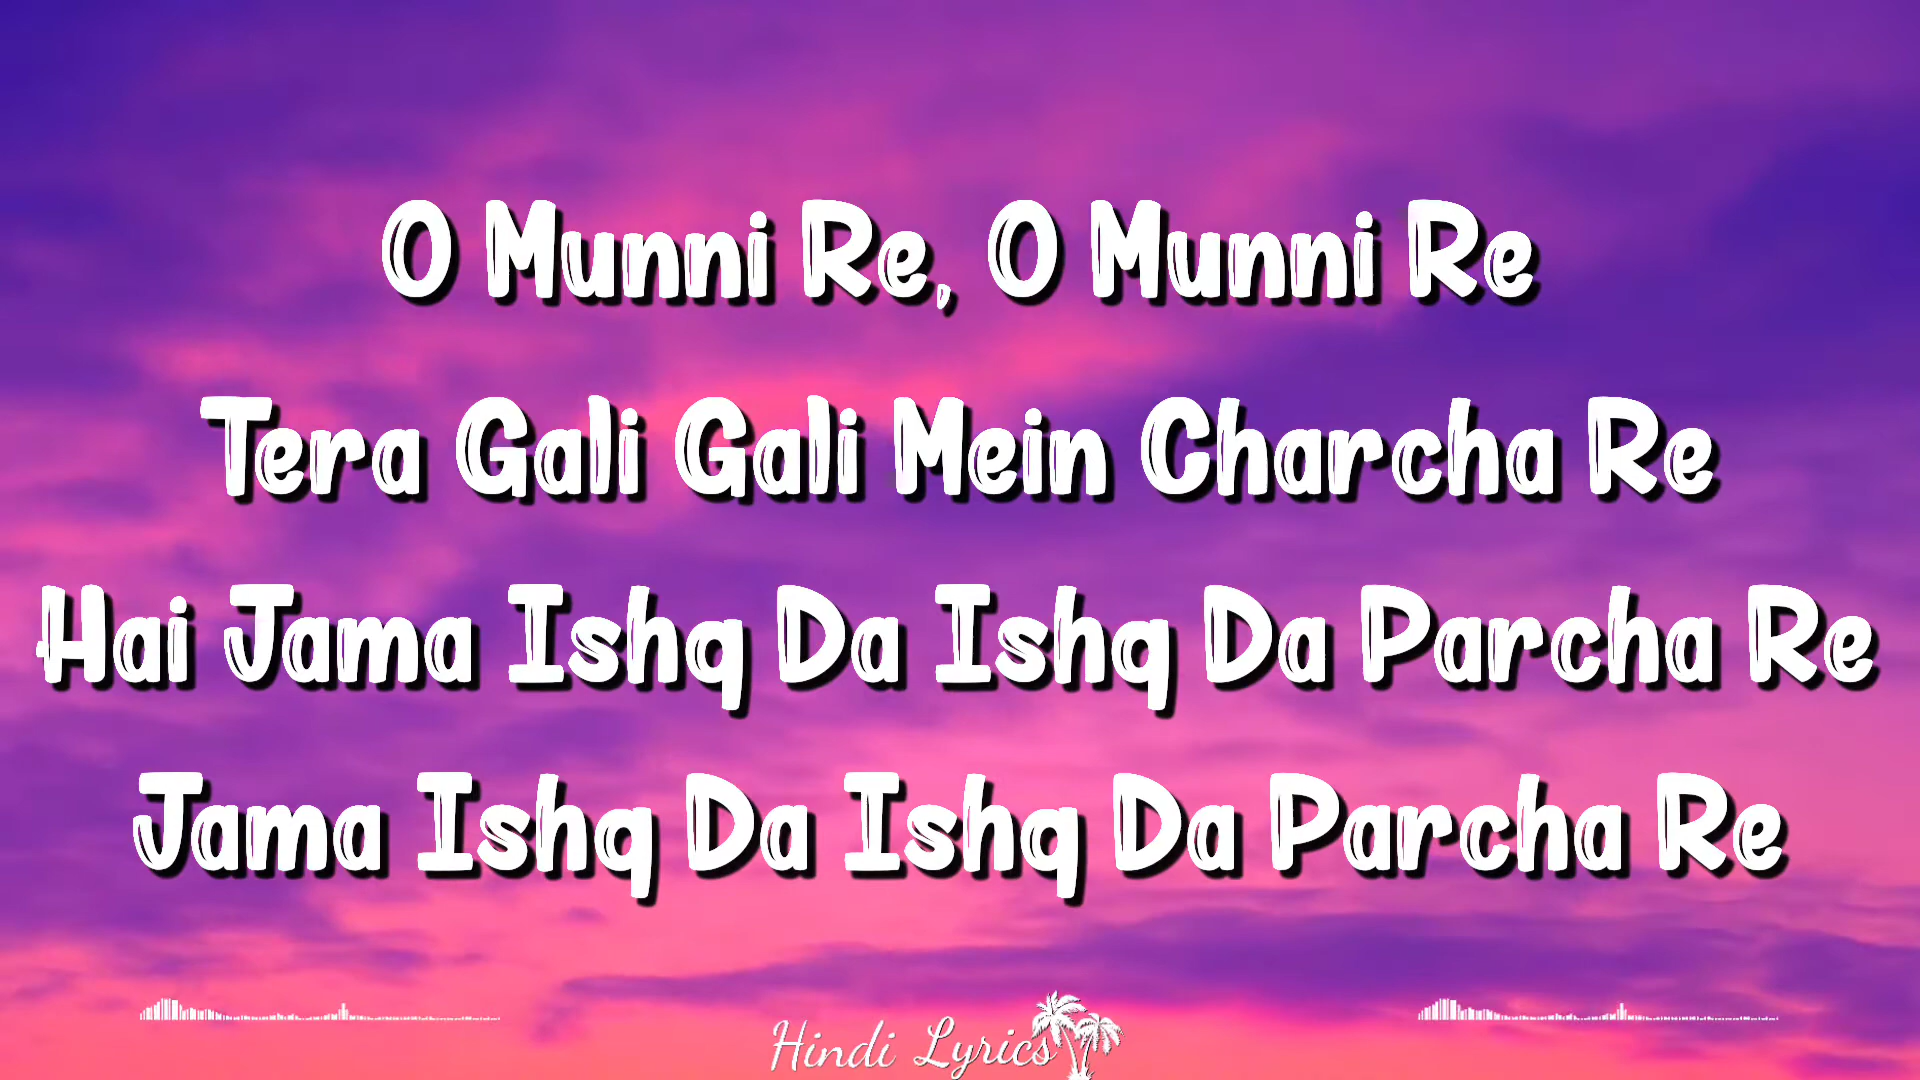 O Munni Re, O Munni Re
Tera Gali Gali Mein Charcha Re
Hai Jama Ishq Da Ishq Da Parcha Re
Jama Ishq Da Ishq Da Parcha Re
Hindi Lyrics